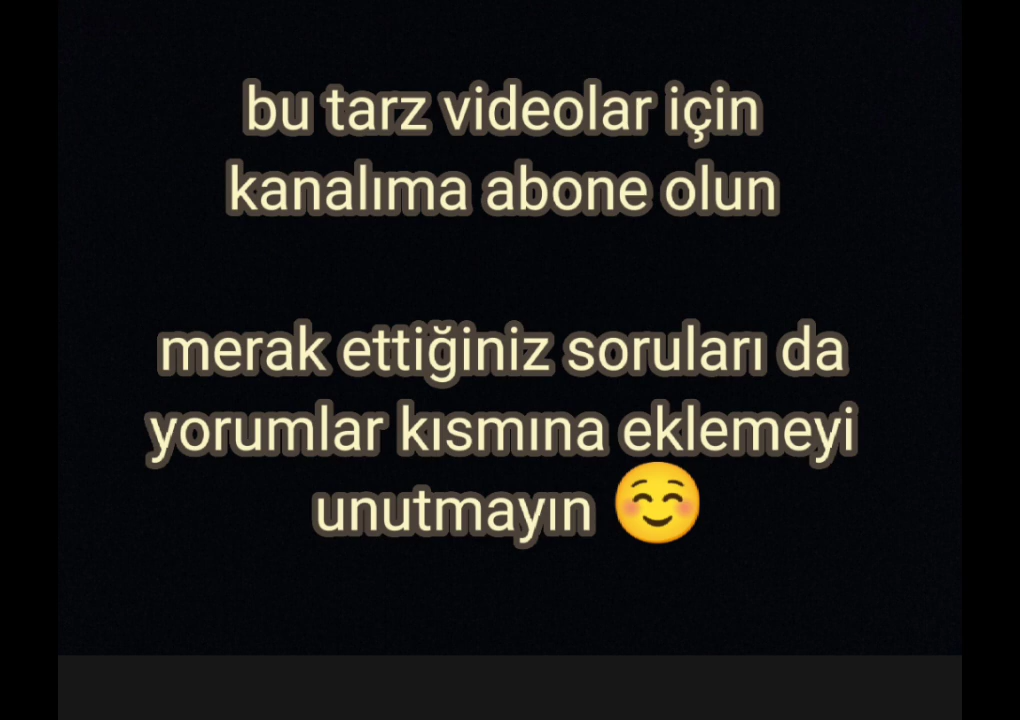 bu tarz videolar için
kanalıma abone olun
merak ettiğiniz soruları da
yorumlar kısmına eklemeyi
unutmayın ☺️